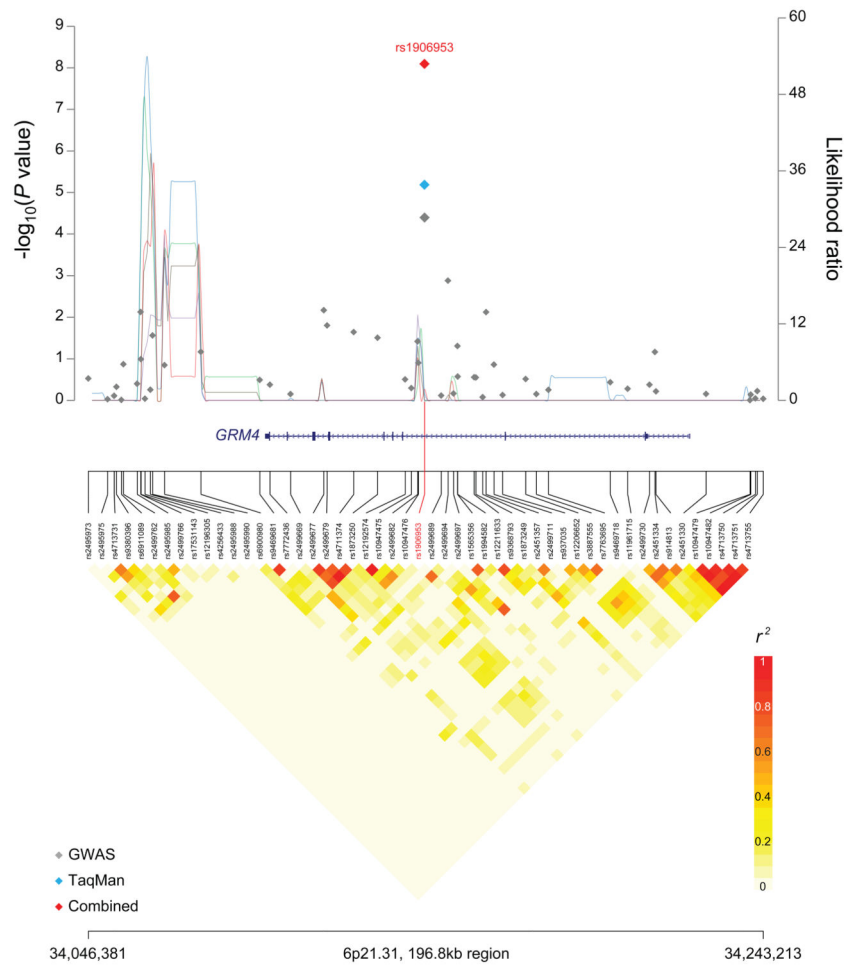 9
8
7
6
5
4
3
2
1
0
-log10(P value)
60
48
36
24
12
0
Likelihood ratio
rs1906953
GRM4
rs2495973
rs2495975
rs4713731
rs9380396
rs6911089
rs2499762
rs2495985
rs2499766
rs17531143
rs12196305
rs4256433
rs2495988
rs2495990
rs6900980
rs9469681
rs7772436
rs2499669
rs2499677
rs2499679
rs4711374
rs1873250
rs12192574
rs10947475
rs2499682
rs10947476
rs1906953
rs2499689
rs2499694
rs2499697
rs1565356
rs1994582
rs12211633
rs9368793
rs1873249
rs2451357
rs2499711
rs937035
rs12206652
rs3887555
rs7763695
rs9469718
rs11961715
rs2499730
rs2451334
rs914813
rs2451330
rs10947479
rs10947482
rs4713750
rs4713751
rs4713755
r2
1
0.8
0.6
0.4
0.2
0
GWAS
TaqMan
Combined
34,046,381
6p21.31, 196.8kb region
34,243,213